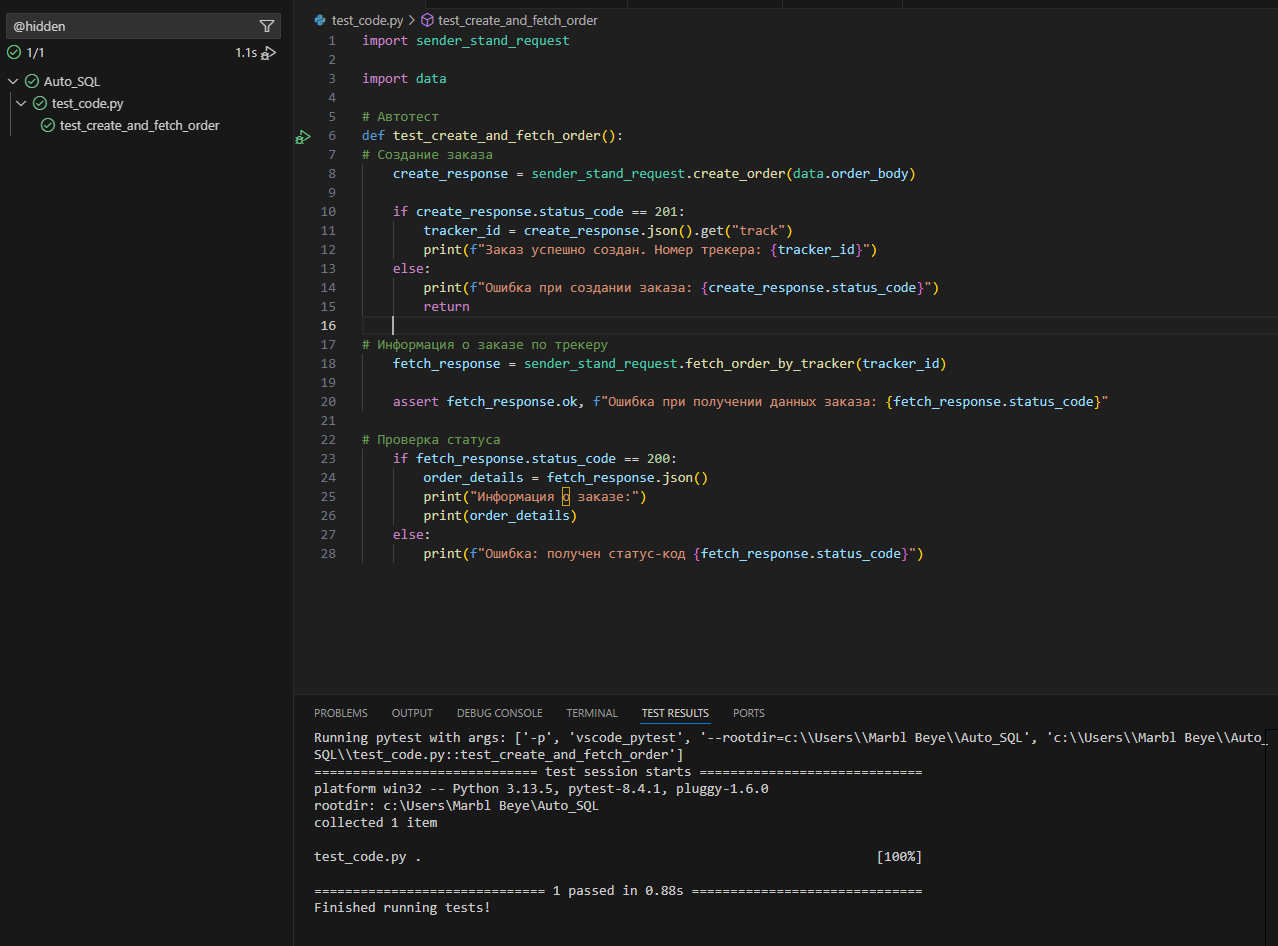 @hidden
1/1
1.1s
Auto_SQL
test_code.py
test_create_and_fetch_order
test_code.py > test_create_and_fetch_order
1 import sender_stand_request
2
3 import data
4
5 # Автотест
6 def test_create_and_fetch_order():
7 # Создание заказа
8     create_response = sender_stand_request.create_order(data.order_body)
9
10     if create_response.status_code == 201:
11         tracker_id = create_response.json().get("track")
12         print(f"Заказ успешно создан. Номер трекера: {tracker_id}")
13     else:
14         print(f"Ошибка при создании заказа: {create_response.status_code}")
15         return
16
17 # Информация о заказе по трекеру
18     fetch_response = sender_stand_request.fetch_order_by_tracker(tracker_id)
19
20     assert fetch_response.ok, f"Ошибка при получении данных заказа: {fetch_response.status_code}"
21
22 # Проверка статуса
23     if fetch_response.status_code == 200:
24         order_details = fetch_response.json()
25         print("Информация о заказе:")
26         print(order_details)
27     else:
28         print(f"Ошибка: получен статус-код {fetch_response.status_code}")
PROBLEMS OUTPUT DEBUG CONSOLE TERMINAL TEST RESULTS PORTS
Running pytest with args: ['-p', 'vscode_pytest', '--rootdir=c:\\Users\\Marbl Beye\\Auto_SQL', 'c:\\Users\\Marbl Beye\\Auto_
SQL\\test_code.py::test_create_and_fetch_order']
============================= test session starts =============================
platform win32 -- Python 3.13.5, pytest-8.4.1, pluggy-1.6.0
rootdir: c:\Users\Marbl Beye\Auto_SQL
collected 1 item
test_code.py . [100%]
============================== 1 passed in 0.88s ==============================
Finished running tests!